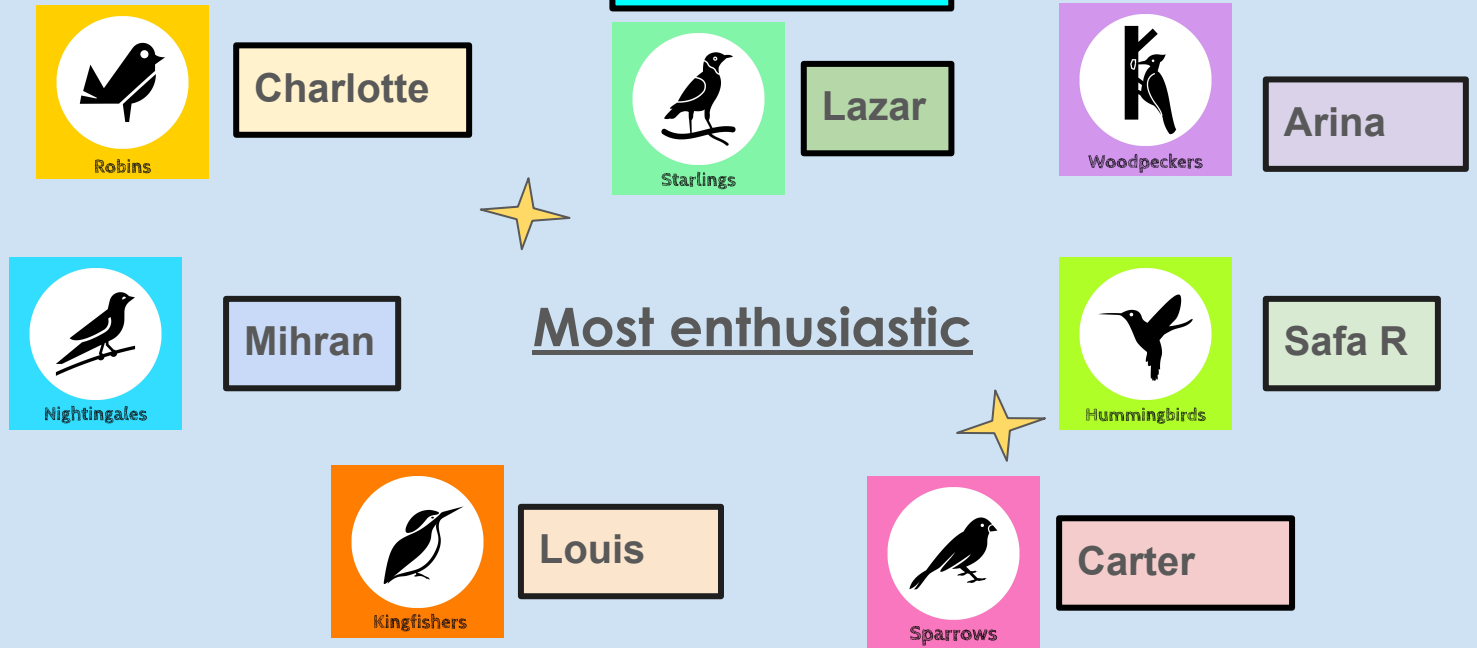 Charlotte
Robins
Lazar
Starlings
Arina
Woodpeckers
Mihran
Nightingales
Most enthusiastic
Safa R
Hummingbirds
Louis
Kingfishers
Carter
Sparrows